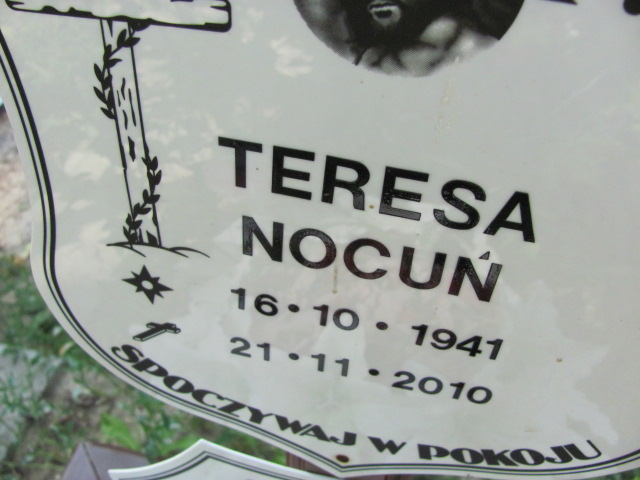 TERESA
NOCUŃ
16 • 10 • 1941
21 • 11 • 2010
SPOCZYWAJ W POKOJU